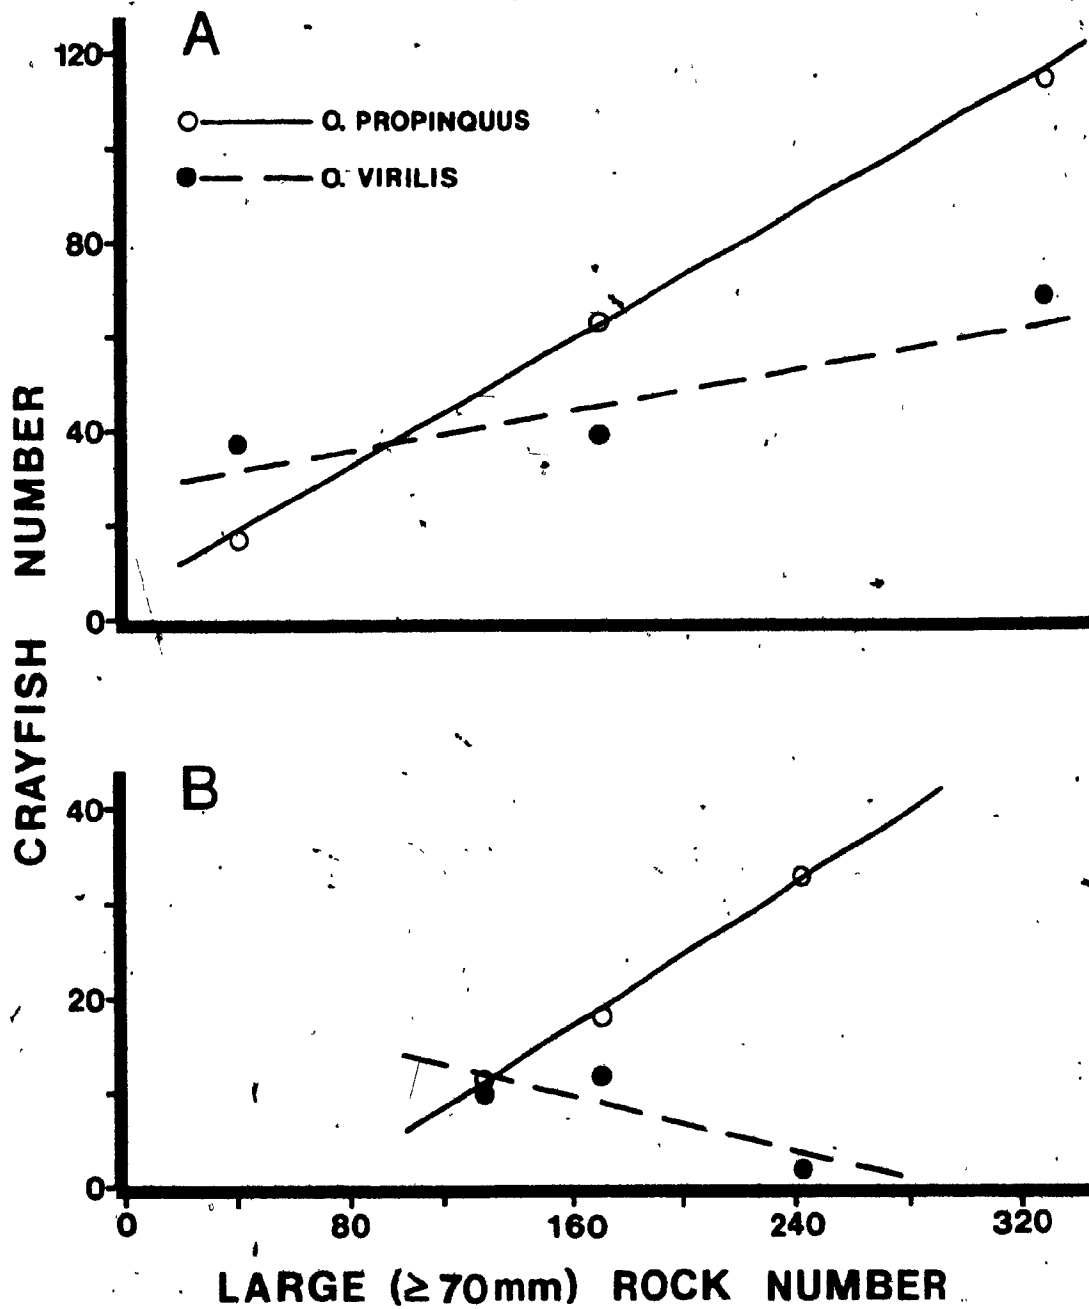 A
120
O. PROPINQUUS
O. VIRILIS
80
40
0
CRAYFISH NUMBER
B
40
20
0
0 80 160 240 320
LARGE (≥70mm) ROCK NUMBER